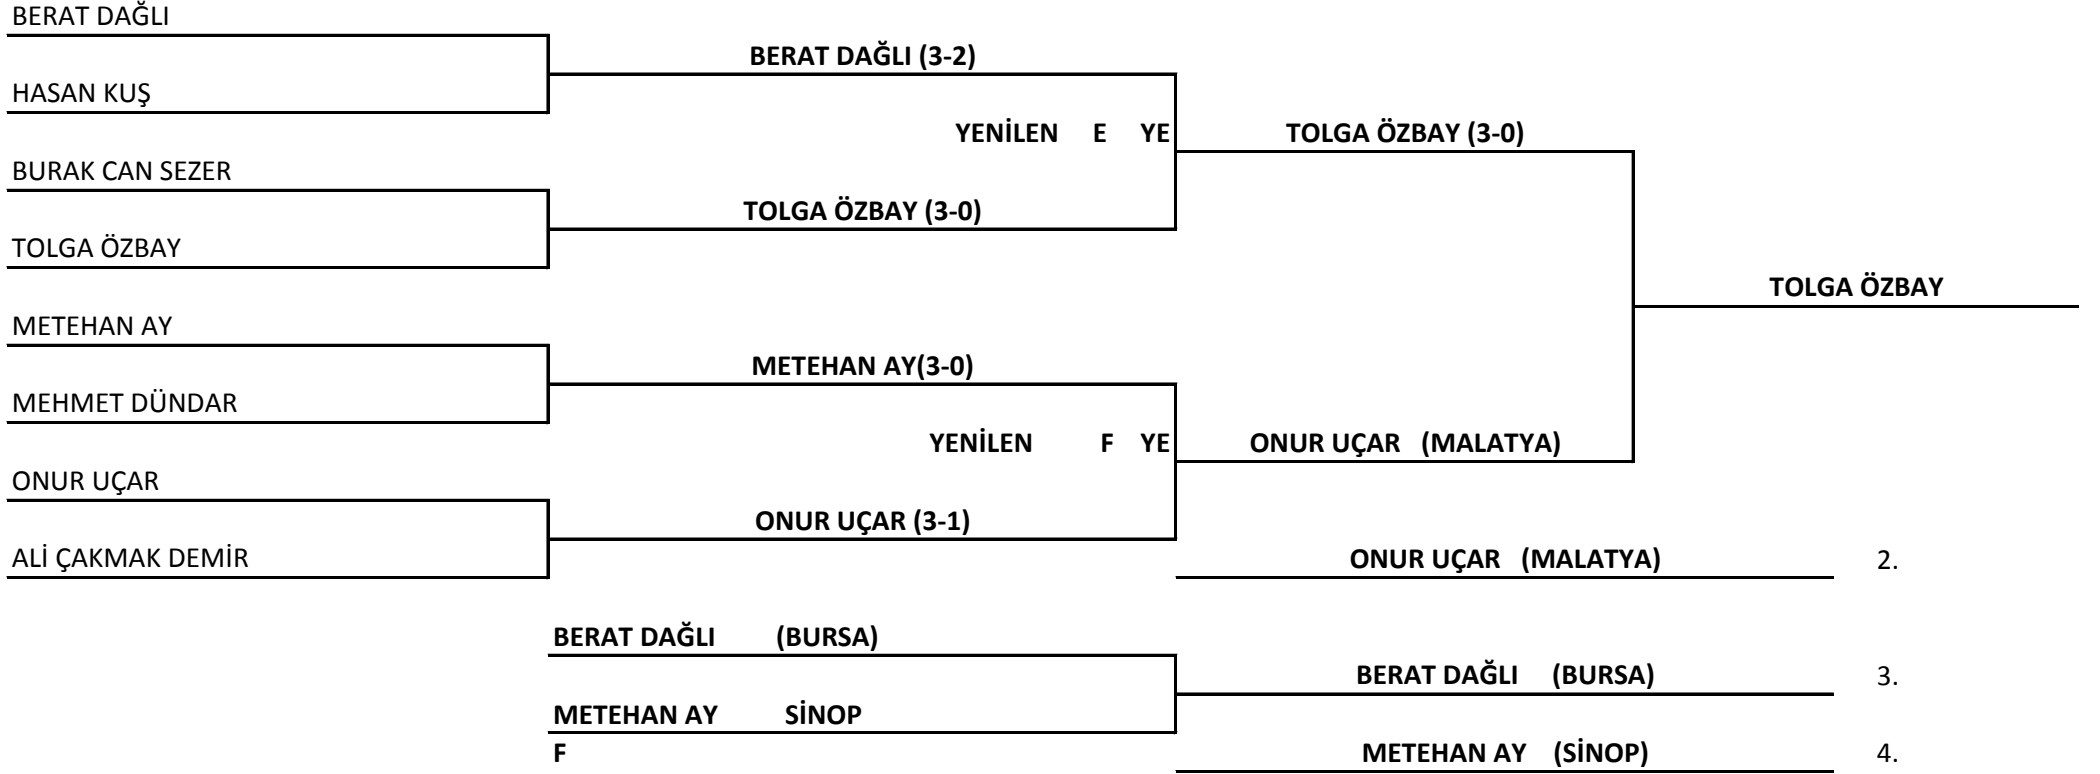 BERAT DAĞLI
BERAT DAĞLI (3-2)
HASAN KUŞ
YENİLEN E YE
TOLGA ÖZBAY (3-0)
BURAK CAN SEZER
TOLGA ÖZBAY (3-0)
TOLGA ÖZBAY
TOLGA ÖZBAY
METEHAN AY
METEHAN AY(3-0)
MEHMET DÜNDAR
YENİLEN F YE
ONUR UÇAR (MALATYA)
ONUR UÇAR
ONUR UÇAR (3-1)
ALİ ÇAKMAK DEMİR
ONUR UÇAR (MALATYA) 2.
BERAT DAĞLI (BURSA)
BERAT DAĞLI (BURSA) 3.
METEHAN AY SİNOP
F
METEHAN AY (SİNOP) 4.